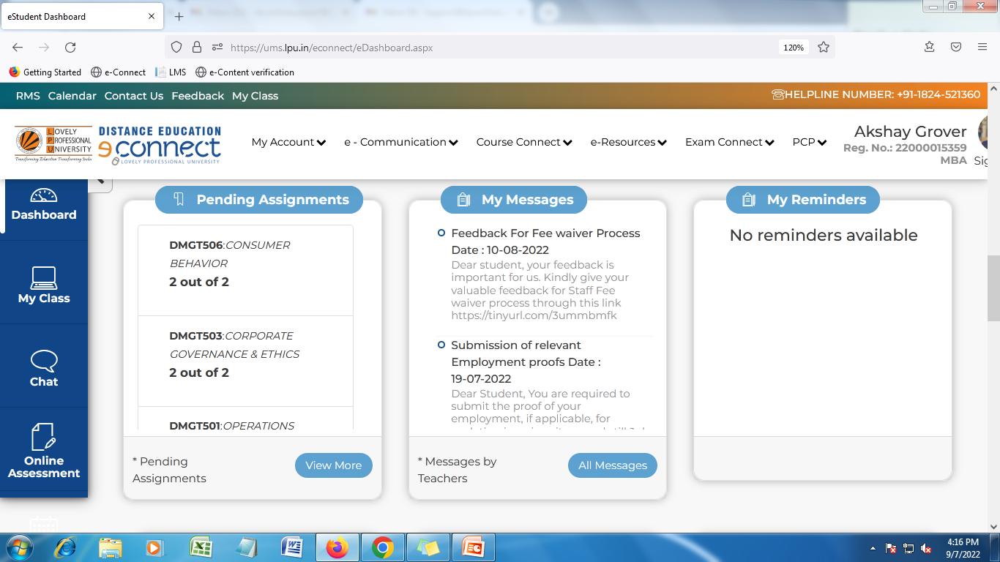 eStudent Dashboard
https://ums.lpu.in/econnect/eDashboard.aspx
120%
Getting Started
e-Connect
LMS
e-Content verification
RMS Calendar Contact Us Feedback My Class
HELPLINE NUMBER: +91-1824-521360
LOVELY
PROFESSIONAL
UNIVERSITY
Transforming Education Transforming India
DISTANCE EDUCATION
e connect
LOVELY PROFESSIONAL UNIVERSITY
My Account
e - Communication
Course Connect
e-Resources
Exam Connect
PCP
Akshay Grover
Reg. No.: 22000015359
MBA
Sig
Dashboard
My Class
Chat
Online
Assessment
Pending Assignments
DMGT506:CONSUMER
BEHAVIOR
2 out of 2
DMGT503:CORPORATE
GOVERNANCE & ETHICS
2 out of 2
DMGT501:OPERATIONS
* Pending
Assignments
View More
My Messages
Feedback For Fee waiver Process
Date : 10-08-2022
Dear student, your feedback is
important for us. Kindly give your
valuable feedback for Staff Fee
waiver process through this link
https://tinyurl.com/3ummbmfk
Submission of relevant
Employment proofs Date :
19-07-2022
Dear Student, You are required to
submit the proof of your
employment, if applicable, for
* Messages by
Teachers
All Messages
My Reminders
No reminders available
4:16 PM
9/7/2022